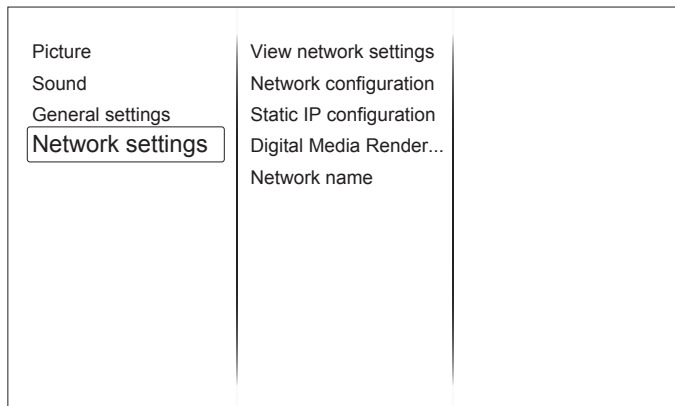 Picture
Sound
General settings
Network settings
View network settings
Network configuration
Static IP configuration
Digital Media Render...
Network name